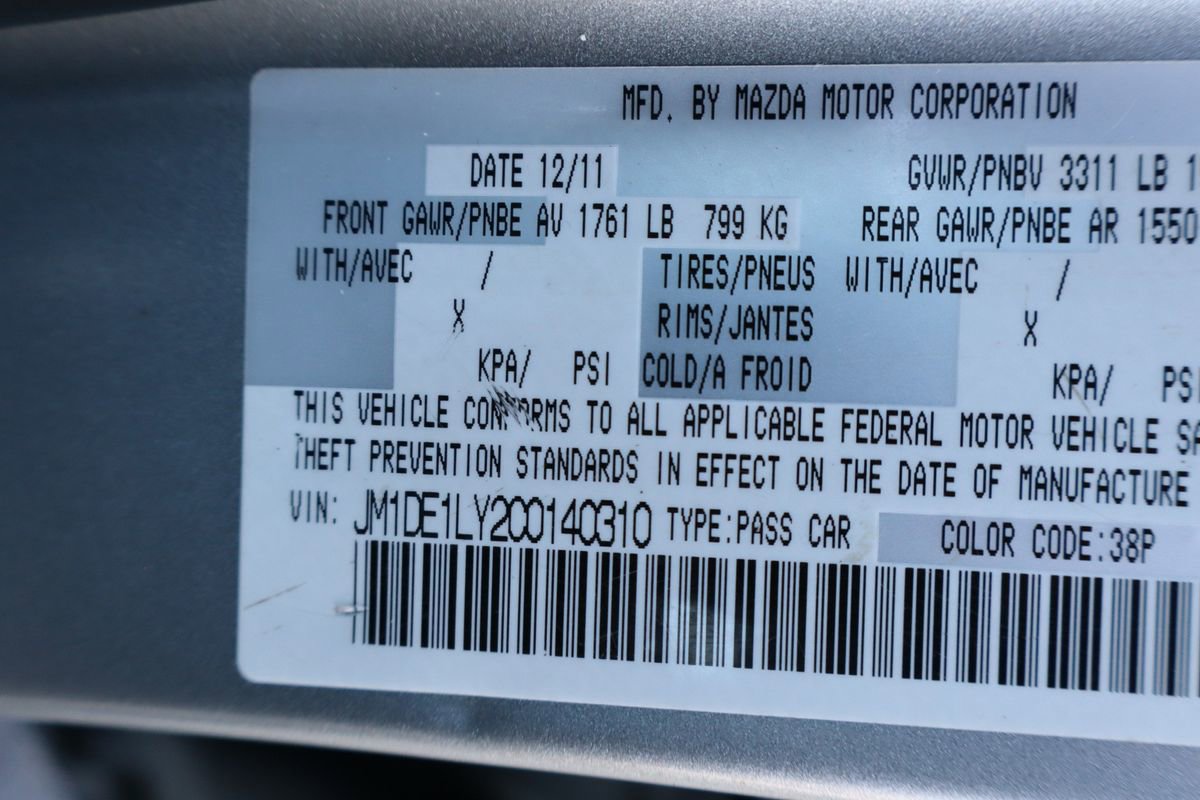 MFD. BY MAZDA MOTOR CORPORATION
DATE 12/11 GVWR/PNBV 3311 LB
FRONT GAWR/PNBE AV 1761 LB 799 KG REAR GAWR/PNBE AR 1550
WITH/AVEC / TIRES/PNEUS WITH/AVEC /
X RIMS/JANTES X
KPA/ PSI COLD/A FROID KPA/ PSI
THIS VEHICLE CONFORMS TO ALL APPLICABLE FEDERAL MOTOR VEHICLE
THEFT PREVENTION STANDARDS IN EFFECT ON THE DATE OF MANUFACTURE
VIN: JM1DE1LY2C0140310 TYPE:PASS CAR COLOR CODE:38P